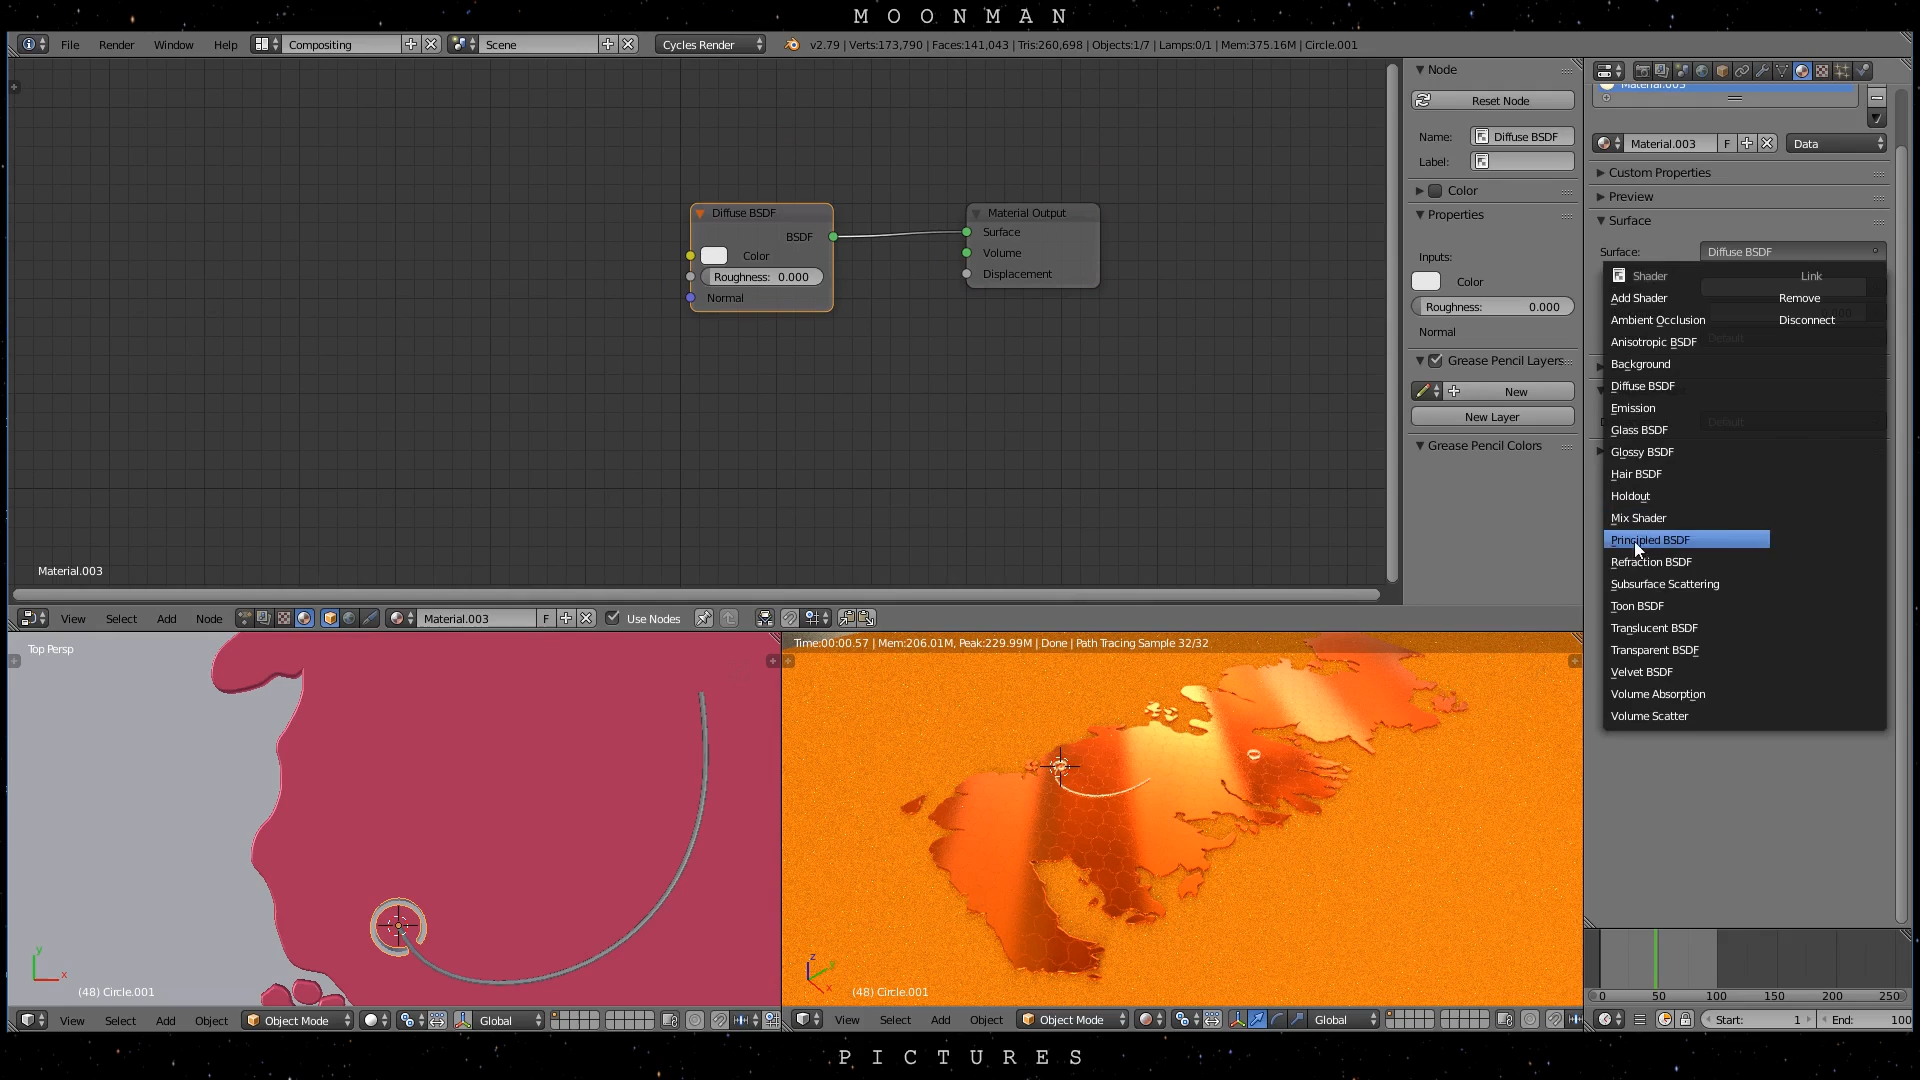 MOONMAN
File Render Window Help Compositing Scene Cycles Render v2.79 | Verts:173,790 | Faces:141,043 | Tris:260,698 | Objects:1/7 | Lamps:0/1 | Mem:375.16M | Circle.001
Diffuse BSDF
BSDF
Color
Roughness: 0.000
Normal
Material Output
Surface
Volume
Displacement
Material.003
Node
Reset Node
Name: Diffuse BSDF
Label:
Color
Properties
Inputs:
Color
Roughness: 0.000
Normal
Grease Pencil Layers
New
New Layer
Grease Pencil Colors
Material.003
Material.003 F Data
Custom Properties
Preview
Surface
Surface: Diffuse BSDF
Shader Link
Add Shader Remove
Ambient Occlusion Disconnect
Anisotropic BSDF
Default
Background
Diffuse BSDF
Emission
Default
Glass BSDF
Glossy BSDF
Hair BSDF
Holdout
Mix Shader
Principled BSDF
Refraction BSDF
Subsurface Scattering
Toon BSDF
Translucent BSDF
Transparent BSDF
Velvet BSDF
Volume Absorption
Volume Scatter
View Select Add Node Material.003 F Use Nodes
Top Persp
y
x
(48) Circle.001
Time:00:00.57 | Mem:206.01M, Peak:229.99M | Done | Path Tracing Sample 32/32
z
y
x
(48) Circle.001
0 50 100 150 200 250
View Select Add Object Object Mode Global
View Select Add Object Object Mode Global
Start: 1 End: 100
PICTURES